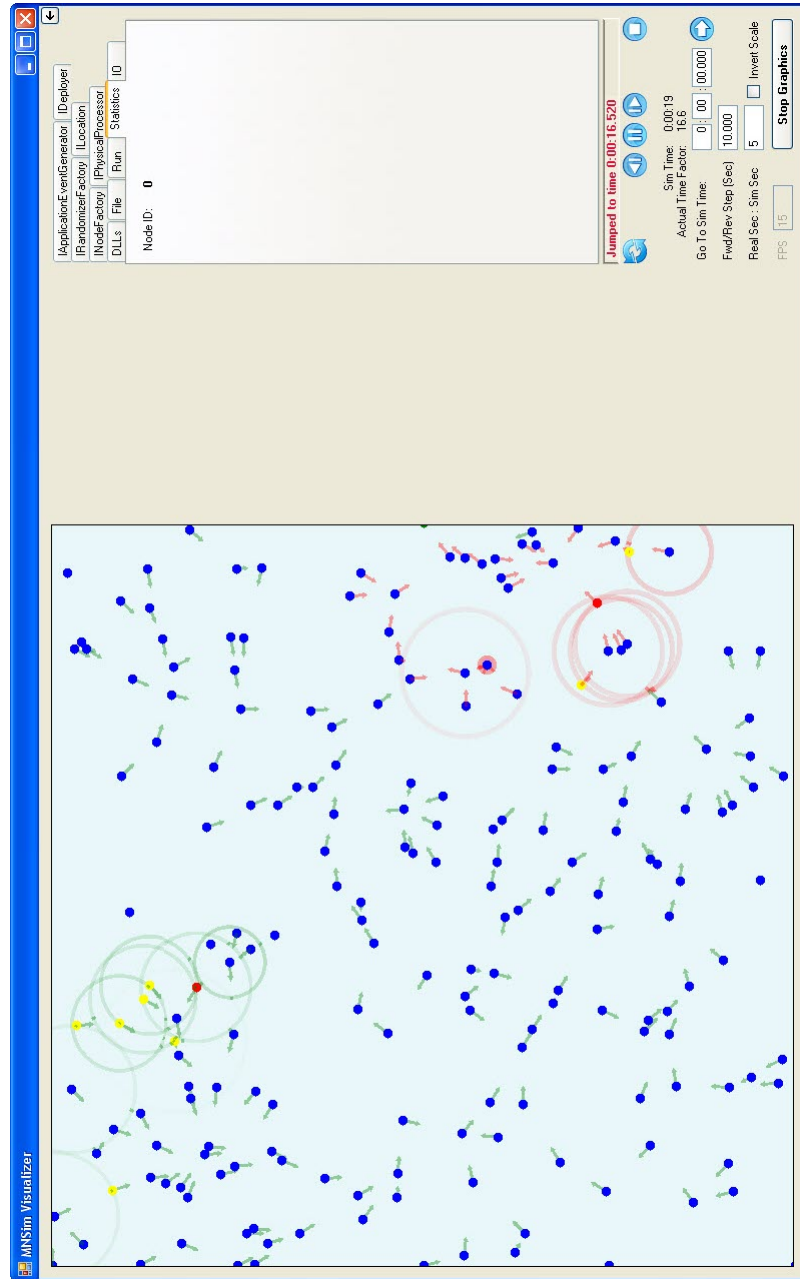 MNSim Visualizer
IApplicationEventGenerator IDeployer
IRandomizerFactory ILocation
INodeFactory IPhysicalProcessor
DLLs File Run Statistics IO
Node ID: 0
Jumped to time 0:00:16.520
Sim Time: 0:00:19
Actual Time Factor: 16.6
Go To Sim Time: 0 : 00 : 00.000
Fwd/Rev Step (Sec) 10.000
Real Sec : Sim Sec 5 Invert Scale
FPS 15 Stop Graphics